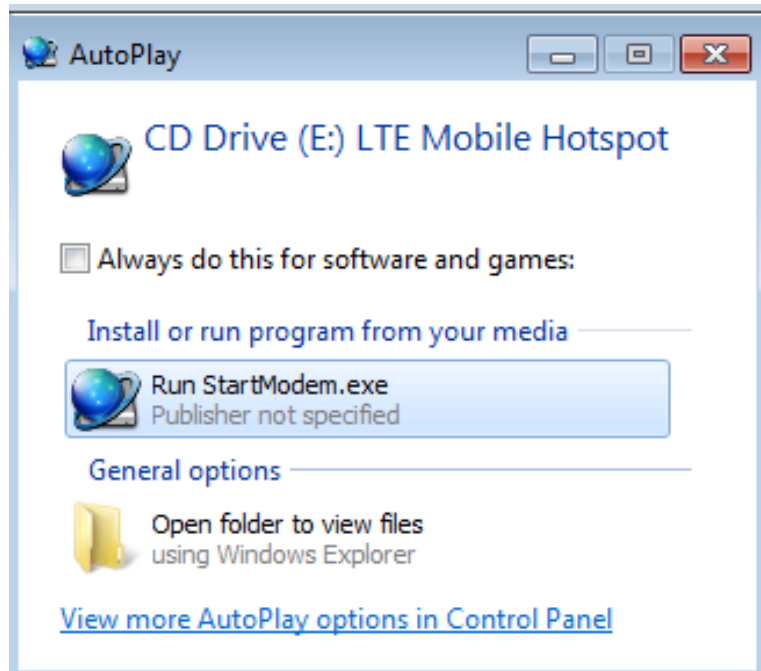 AutoPlay
CD Drive (E:) LTE Mobile Hotspot
Always do this for software and games:
Install or run program from your media
Run StartModem.exe
Publisher not specified
General options
Open folder to view files
using Windows Explorer
View more AutoPlay options in Control Panel